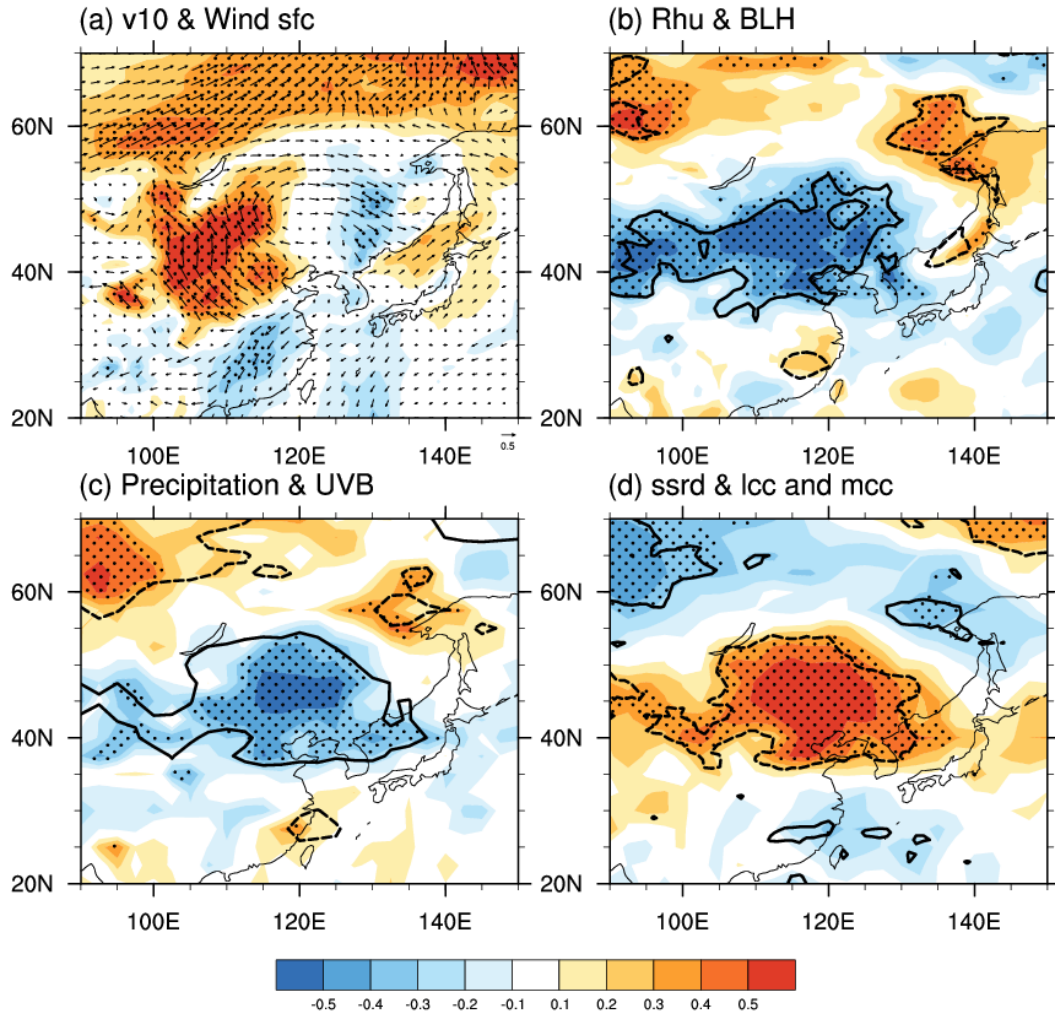 (a) v10 & Wind sfc
(b) Rhu & BLH
60N
40N
20N
100E 120E 140E
0.5
60N
40N
20N
100E 120E 140E
(c) Precipitation & UVB
(d) ssrd & lcc and mcc
60N
40N
20N
100E 120E 140E
60N
40N
20N
100E 120E 140E
-0.5 -0.4 -0.3 -0.2 -0.1 0.1 0.2 0.3 0.4 0.5